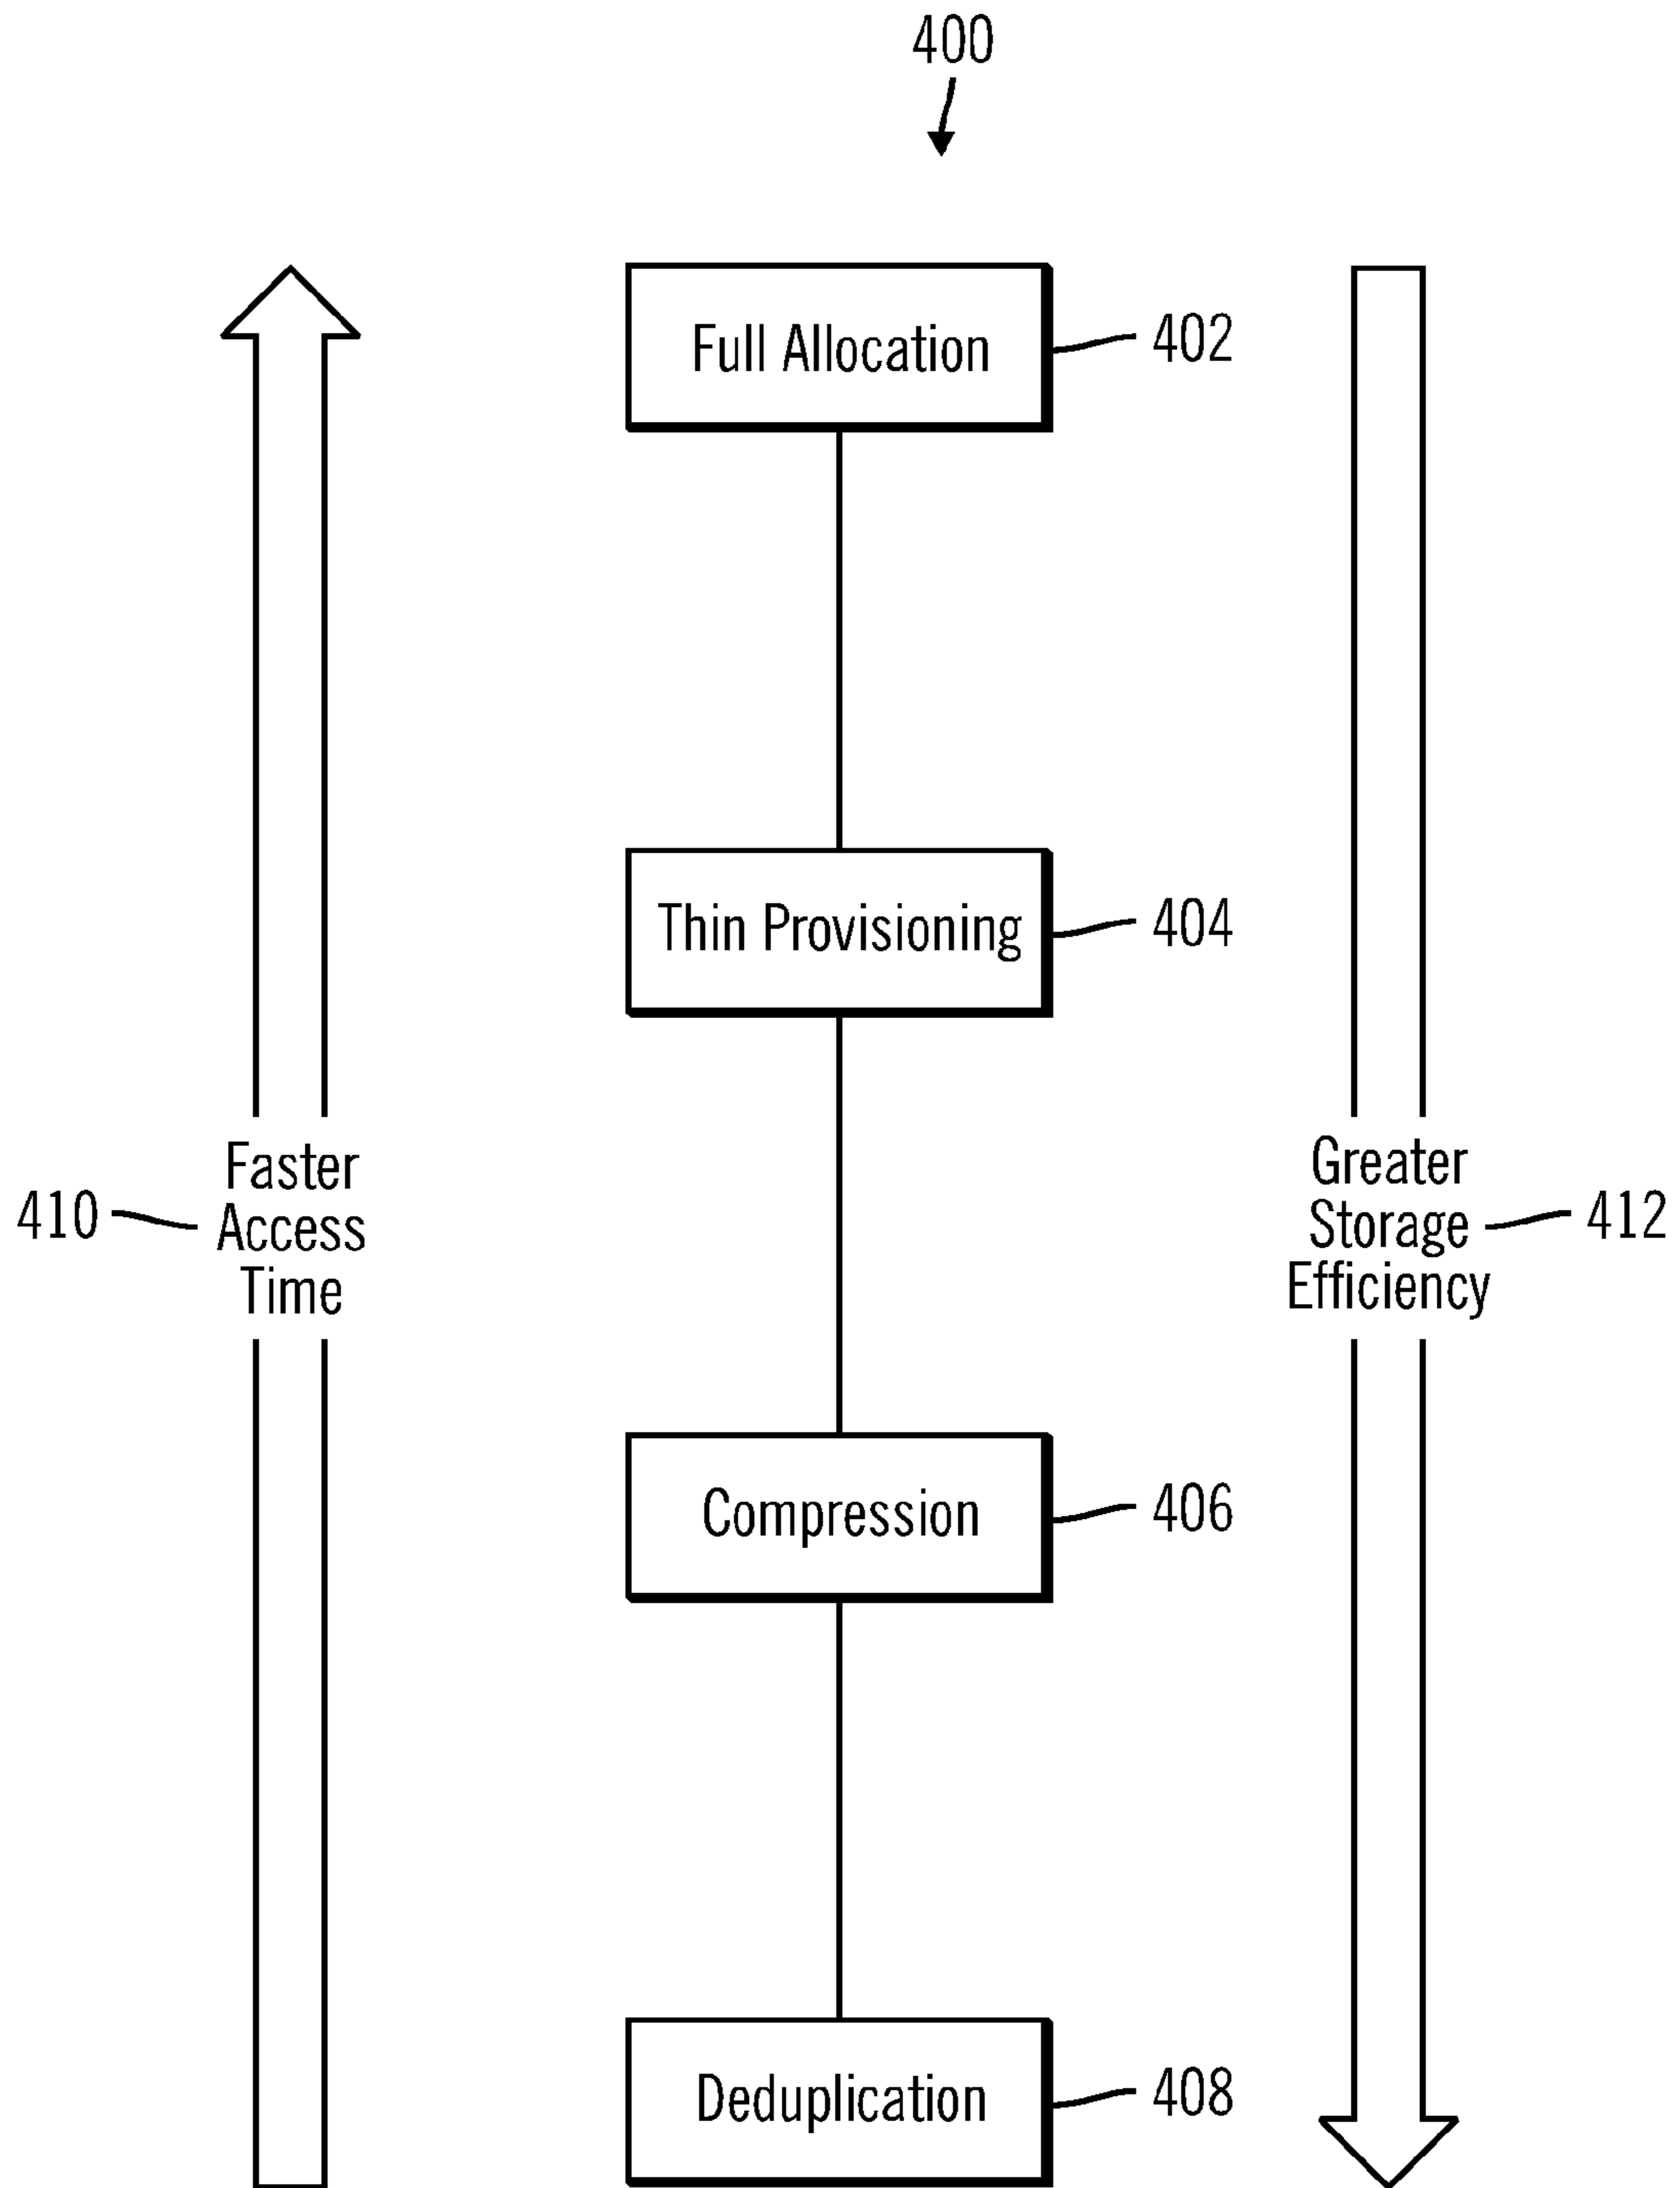 400
Full Allocation
402
Thin Provisioning
404
Faster
Access
Time
410
Greater
Storage
Efficiency
412
Compression
406
Deduplication
408